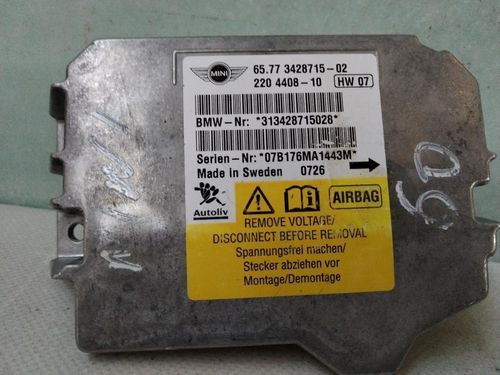 MINI
65.77 3428715-02
220 4408-10 HW 07
BMW-Nr: *313428715028*
Serien-Nr: *07B176MA1443M*
Made in Sweden 0726
Autoliv
AIRBAG
REMOVE VOLTAGE/
DISCONNECT BEFORE REMOVAL
Spannungsfrei machen/
Stecker abziehen vor
Montage/Demontage